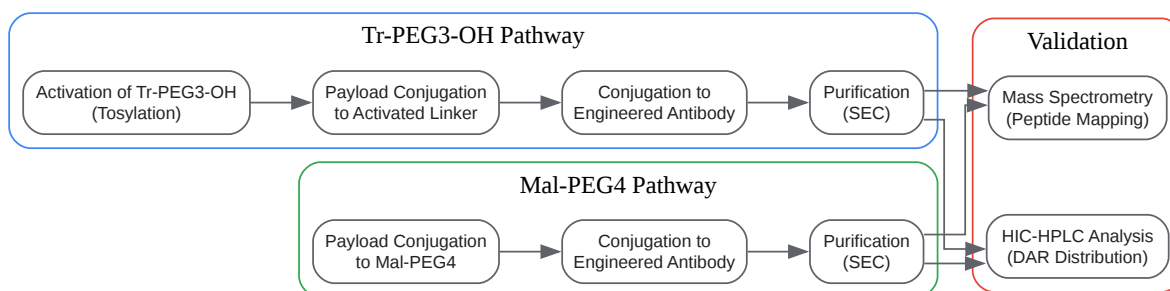 Tr-PEG3-OH Pathway
Activation of Tr-PEG3-OH
(Tosylation)
Payload Conjugation
to Activated Linker
Conjugation to
Engineered Antibody
Purification
(SEC)
Mal-PEG4 Pathway
Payload Conjugation
to Mal-PEG4
Conjugation to
Engineered Antibody
Purification
(SEC)
Validation
Mass Spectrometry
(Peptide Mapping)
HIC-HPLC Analysis
(DAR Distribution)